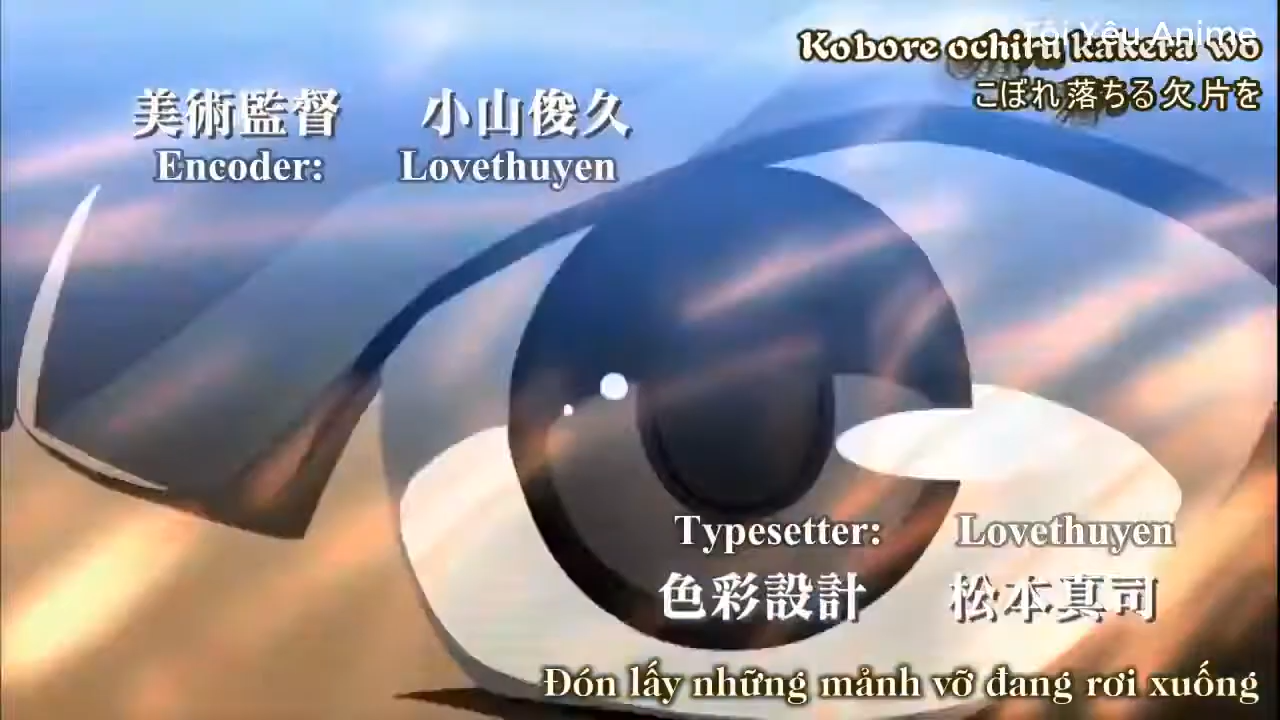 Tôi Yêu Anime
Kobore ochiru kakera wo
こぼれ落ちる欠片を
美術監督 小山俊久
Encoder: Lovethuyen
Typesetter: Lovethuyen
色彩設計 松本真司
Đón lấy những mảnh vỡ đang rơi xuống